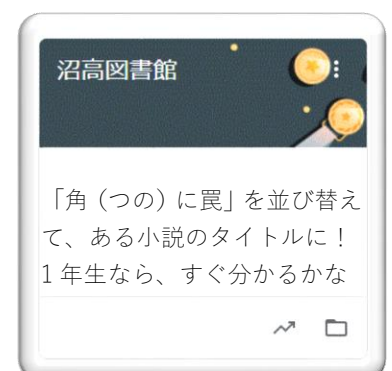 沼高図書館
「角（つの）に罠」を並び替え
て、ある小説のタイトルに！
1年生なら、すぐ分かるかな